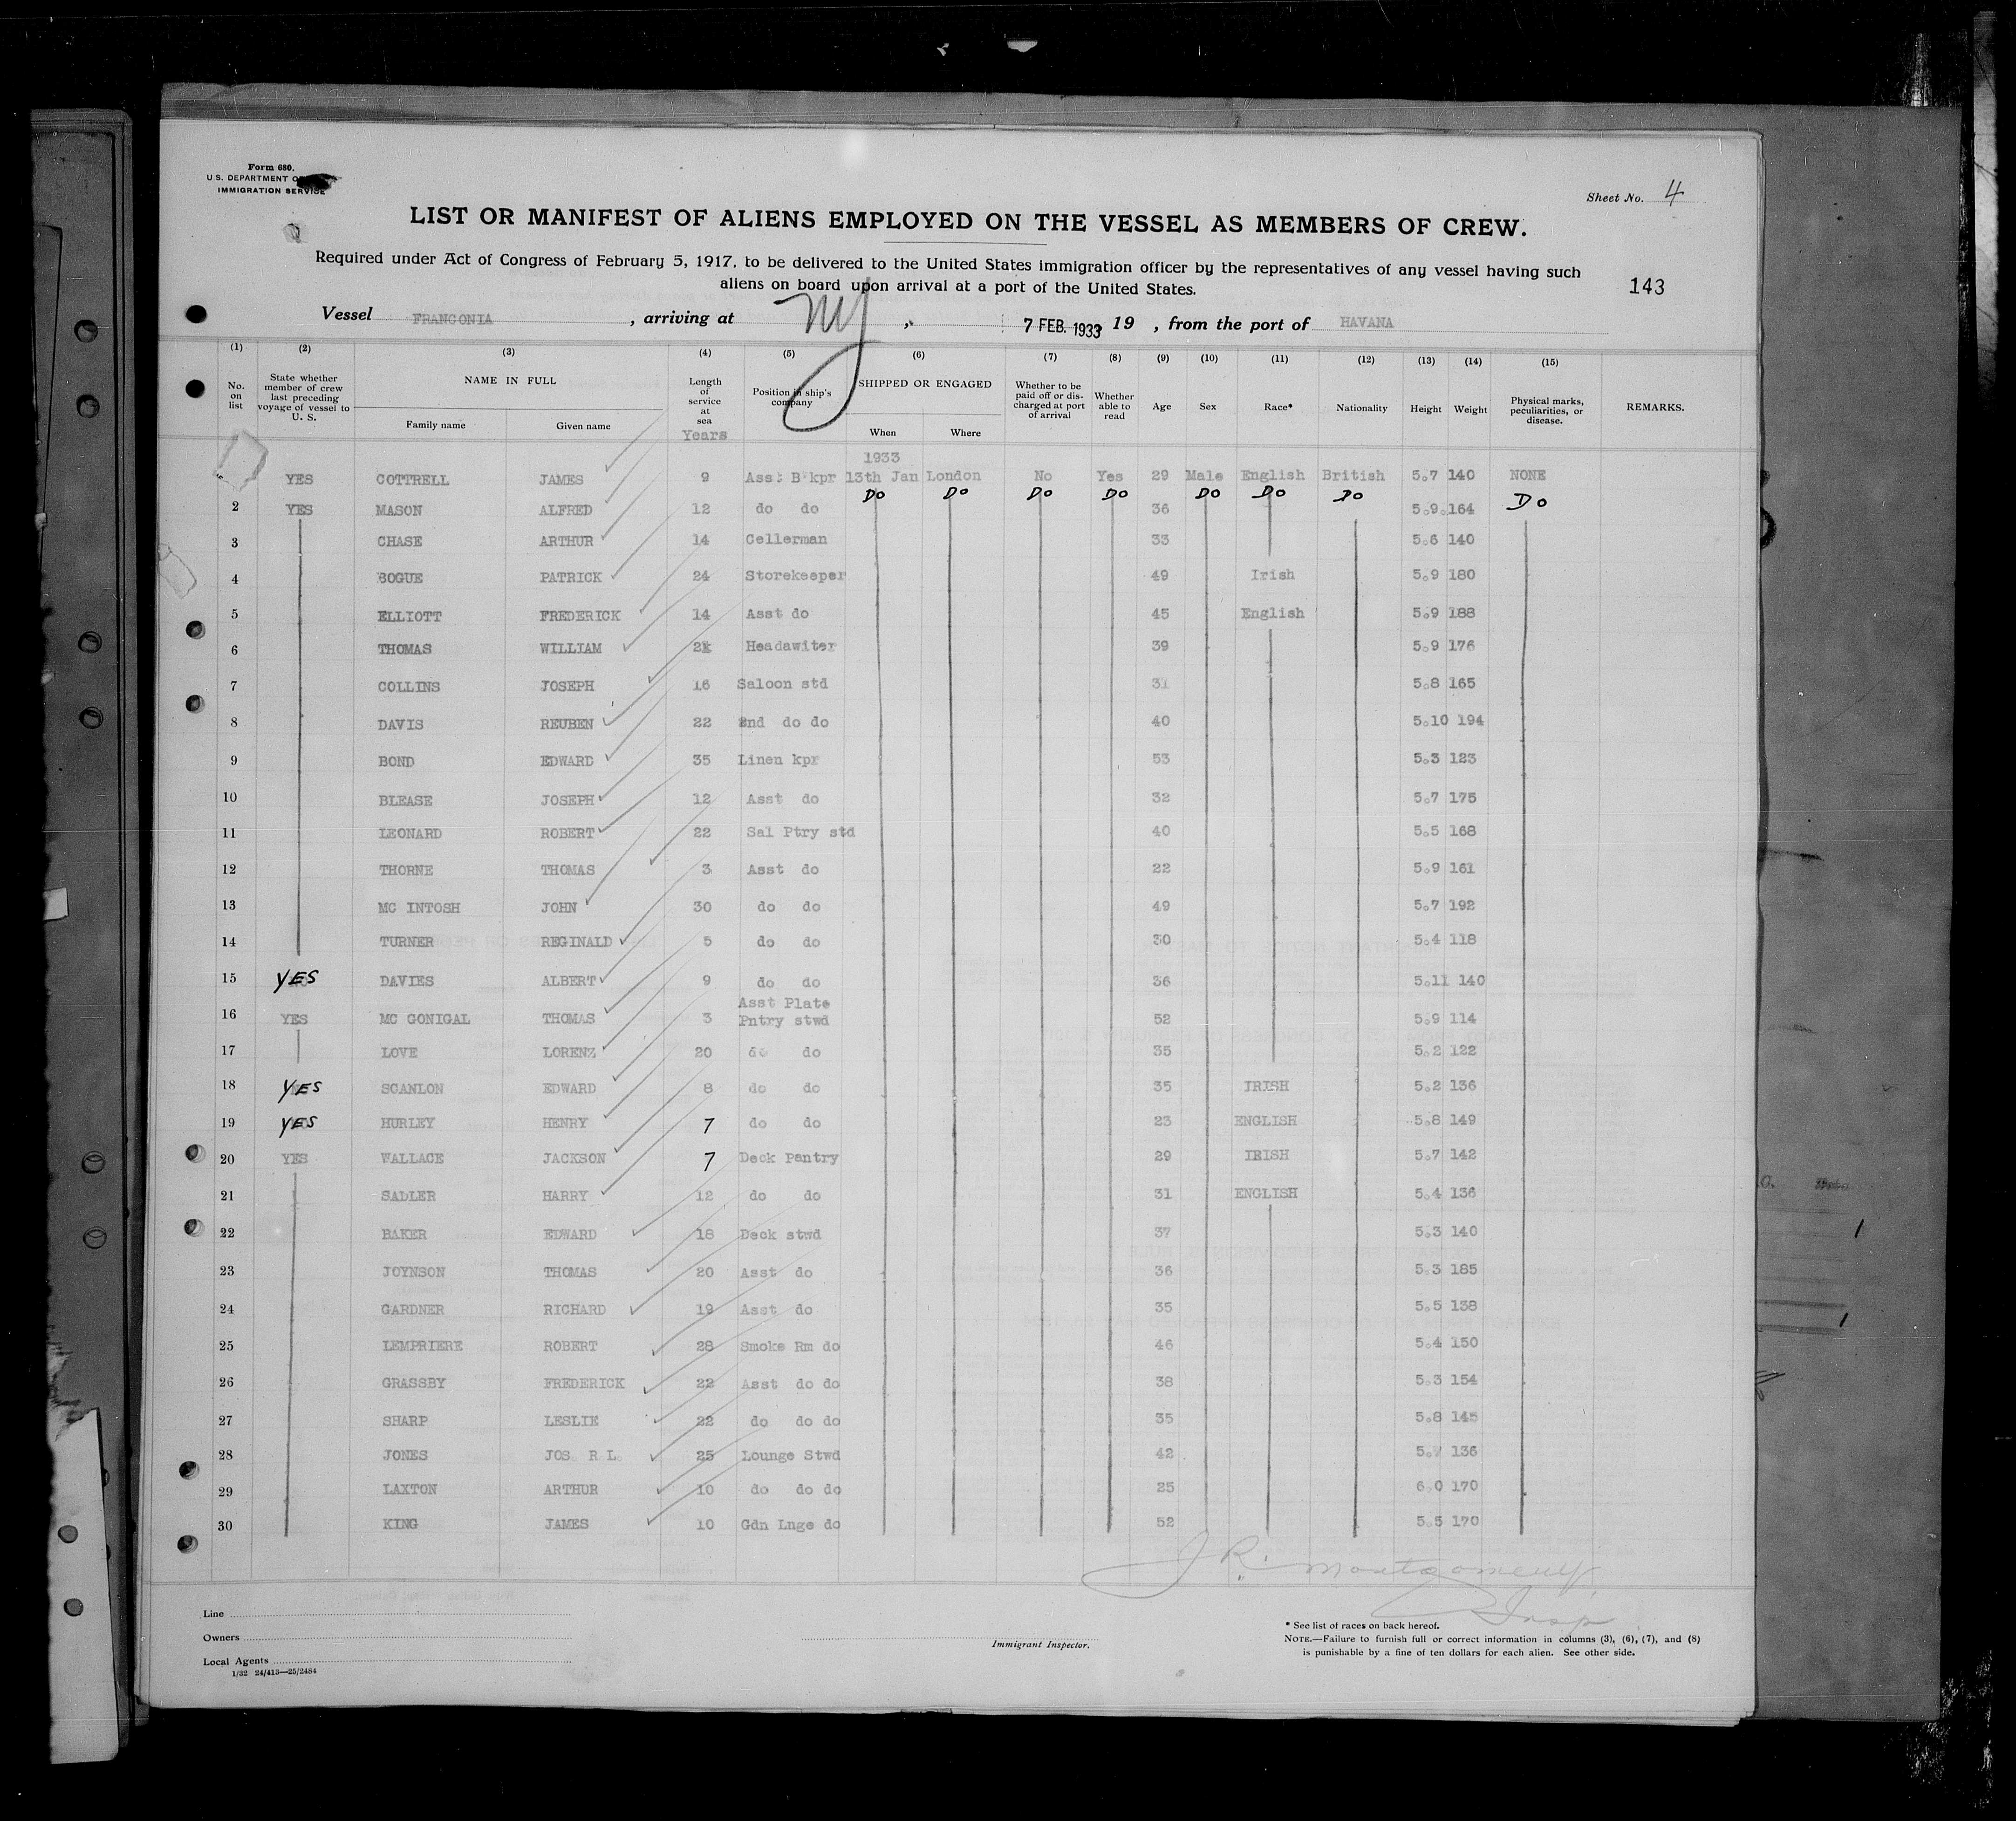 Form 680.
U.S. DEPARTMENT
IMMIGRATION SERVICE
Sheet No. 4
LIST OR MANIFEST OF ALIENS EMPLOYED ON THE VESSEL AS MEMBERS OF CREW.
Required under Act of Congress of February 5, 1917, to be delivered to the United States immigration officer by the representatives of any vessel having such
aliens on board upon arrival at a port of the United States.
143
Vessel FRANCONIA , arriving at NY , 7 FEB. 1933 19 , from the port of HAVANA
(1) (2) (3) (4) (5) (6) (7) (8) (9) (10) (11) (12) (13) (14) (15)
No. on list State whether member of crew last preceding voyage of vessel to U. S. NAME IN FULL Family name Given name Length of service at sea Years Position in ship's company SHIPPED OR ENGAGED When Where Whether to be paid off or discharged at port of arrival Whether able to read Age Sex Race* Nationality Height Weight Physical marks, peculiarities, or disease. REMARKS.
1933
YES COTTRELL JAMES 9 Asst B'kpr 13th Jan London No Yes 29 Male English British 5.7 140 NONE
2 YES MASON ALFRED 12 do do DO DO DO DO 36 DO DO DO 5.9. 164 DO
3 CHASE ARTHUR 14 Cellerman 33 5.6 140
4 BOGUE PATRICK 24 Storekeeper 49 Irish 5.9 180
5 ELLIOTT FREDERICK 14 Asst do 45 English 5.9 188
6 THOMAS WILLIAM Headawiter 39 5.9 176
7 COLLINS JOSEPH 16 Saloon std 31 5.8 165
8 DAVIS REUBEN 22 2nd do do 40 5.10 194
9 BOND EDWARD 35 Linen kpr 53 5.3 123
10 BLEASE JOSEPH 12 Asst do 32 5.7 175
11 LEONARD ROBERT 22 Sal Ptry std 40 5.5 168
12 THORNE THOMAS 3 Asst do 22 5.9 161
13 MC INTOSH JOHN 30 do do 49 5.7 192
14 TURNER REGINALD 5 do do 30 5.4 118
15 YES DAVIES ALBERT 9 do do 36 5.11 140
16 YES MC GONIGAL THOMAS 3 Asst Plate Pntry stwd 52 5.9 114
17 LOVE LORENZ 20 do do 35 5.2 122
18 YES SCANLON EDWARD 8 do do 35 IRISH 5.2 136
19 YES HURLEY HENRY 7 do do 23 ENGLISH 5.8 149
20 YES WALLACE JACKSON 7 Deck Pantry 29 IRISH 5.7 142
21 SADLER HARRY 12 do do 31 ENGLISH 5.4 136
22 BAKER EDWARD 18 Deck stwd 37 5.3 140
23 JOYNSON THOMAS 20 Asst do 36 5.3 185
24 GARDNER RICHARD 19 Asst do 35 5.5 138
25 LEMPRIERE ROBERT 28 Smoke Rm do 46 5.4 150
26 GRASSBY FREDERICK 22 Asst do do 38 5.3 154
27 SHARP LESLIE 22 do do do 35 5.8 145
28 JONES JOS. R L. 25 Lounge Stwd 42 136
29 LAXTON ARTHUR 10 do do do 25 6.0 170
30 KING JAMES 10 Gdn Lnge do 52 5.5 170
J R. Montgomery
Insp
Line
Owners
Local Agents
1/32 24/413—25/2484
Immigrant Inspector.
* See list of races on back hereof.
NOTE.—Failure to furnish full or correct information in columns (3), (6), (7), and (8)
is punishable by a fine of ten dollars for each alien. See other side.